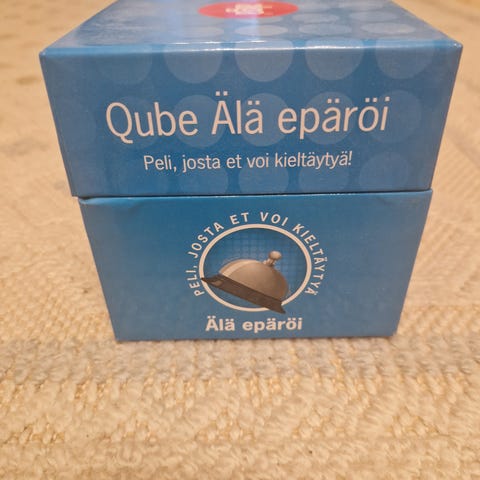 Qube Älä epäröi
Peli, josta et voi kieltäytyä!
PELI, JOSTA ET VOI KIELTÄYTYÄ
Älä epäröi